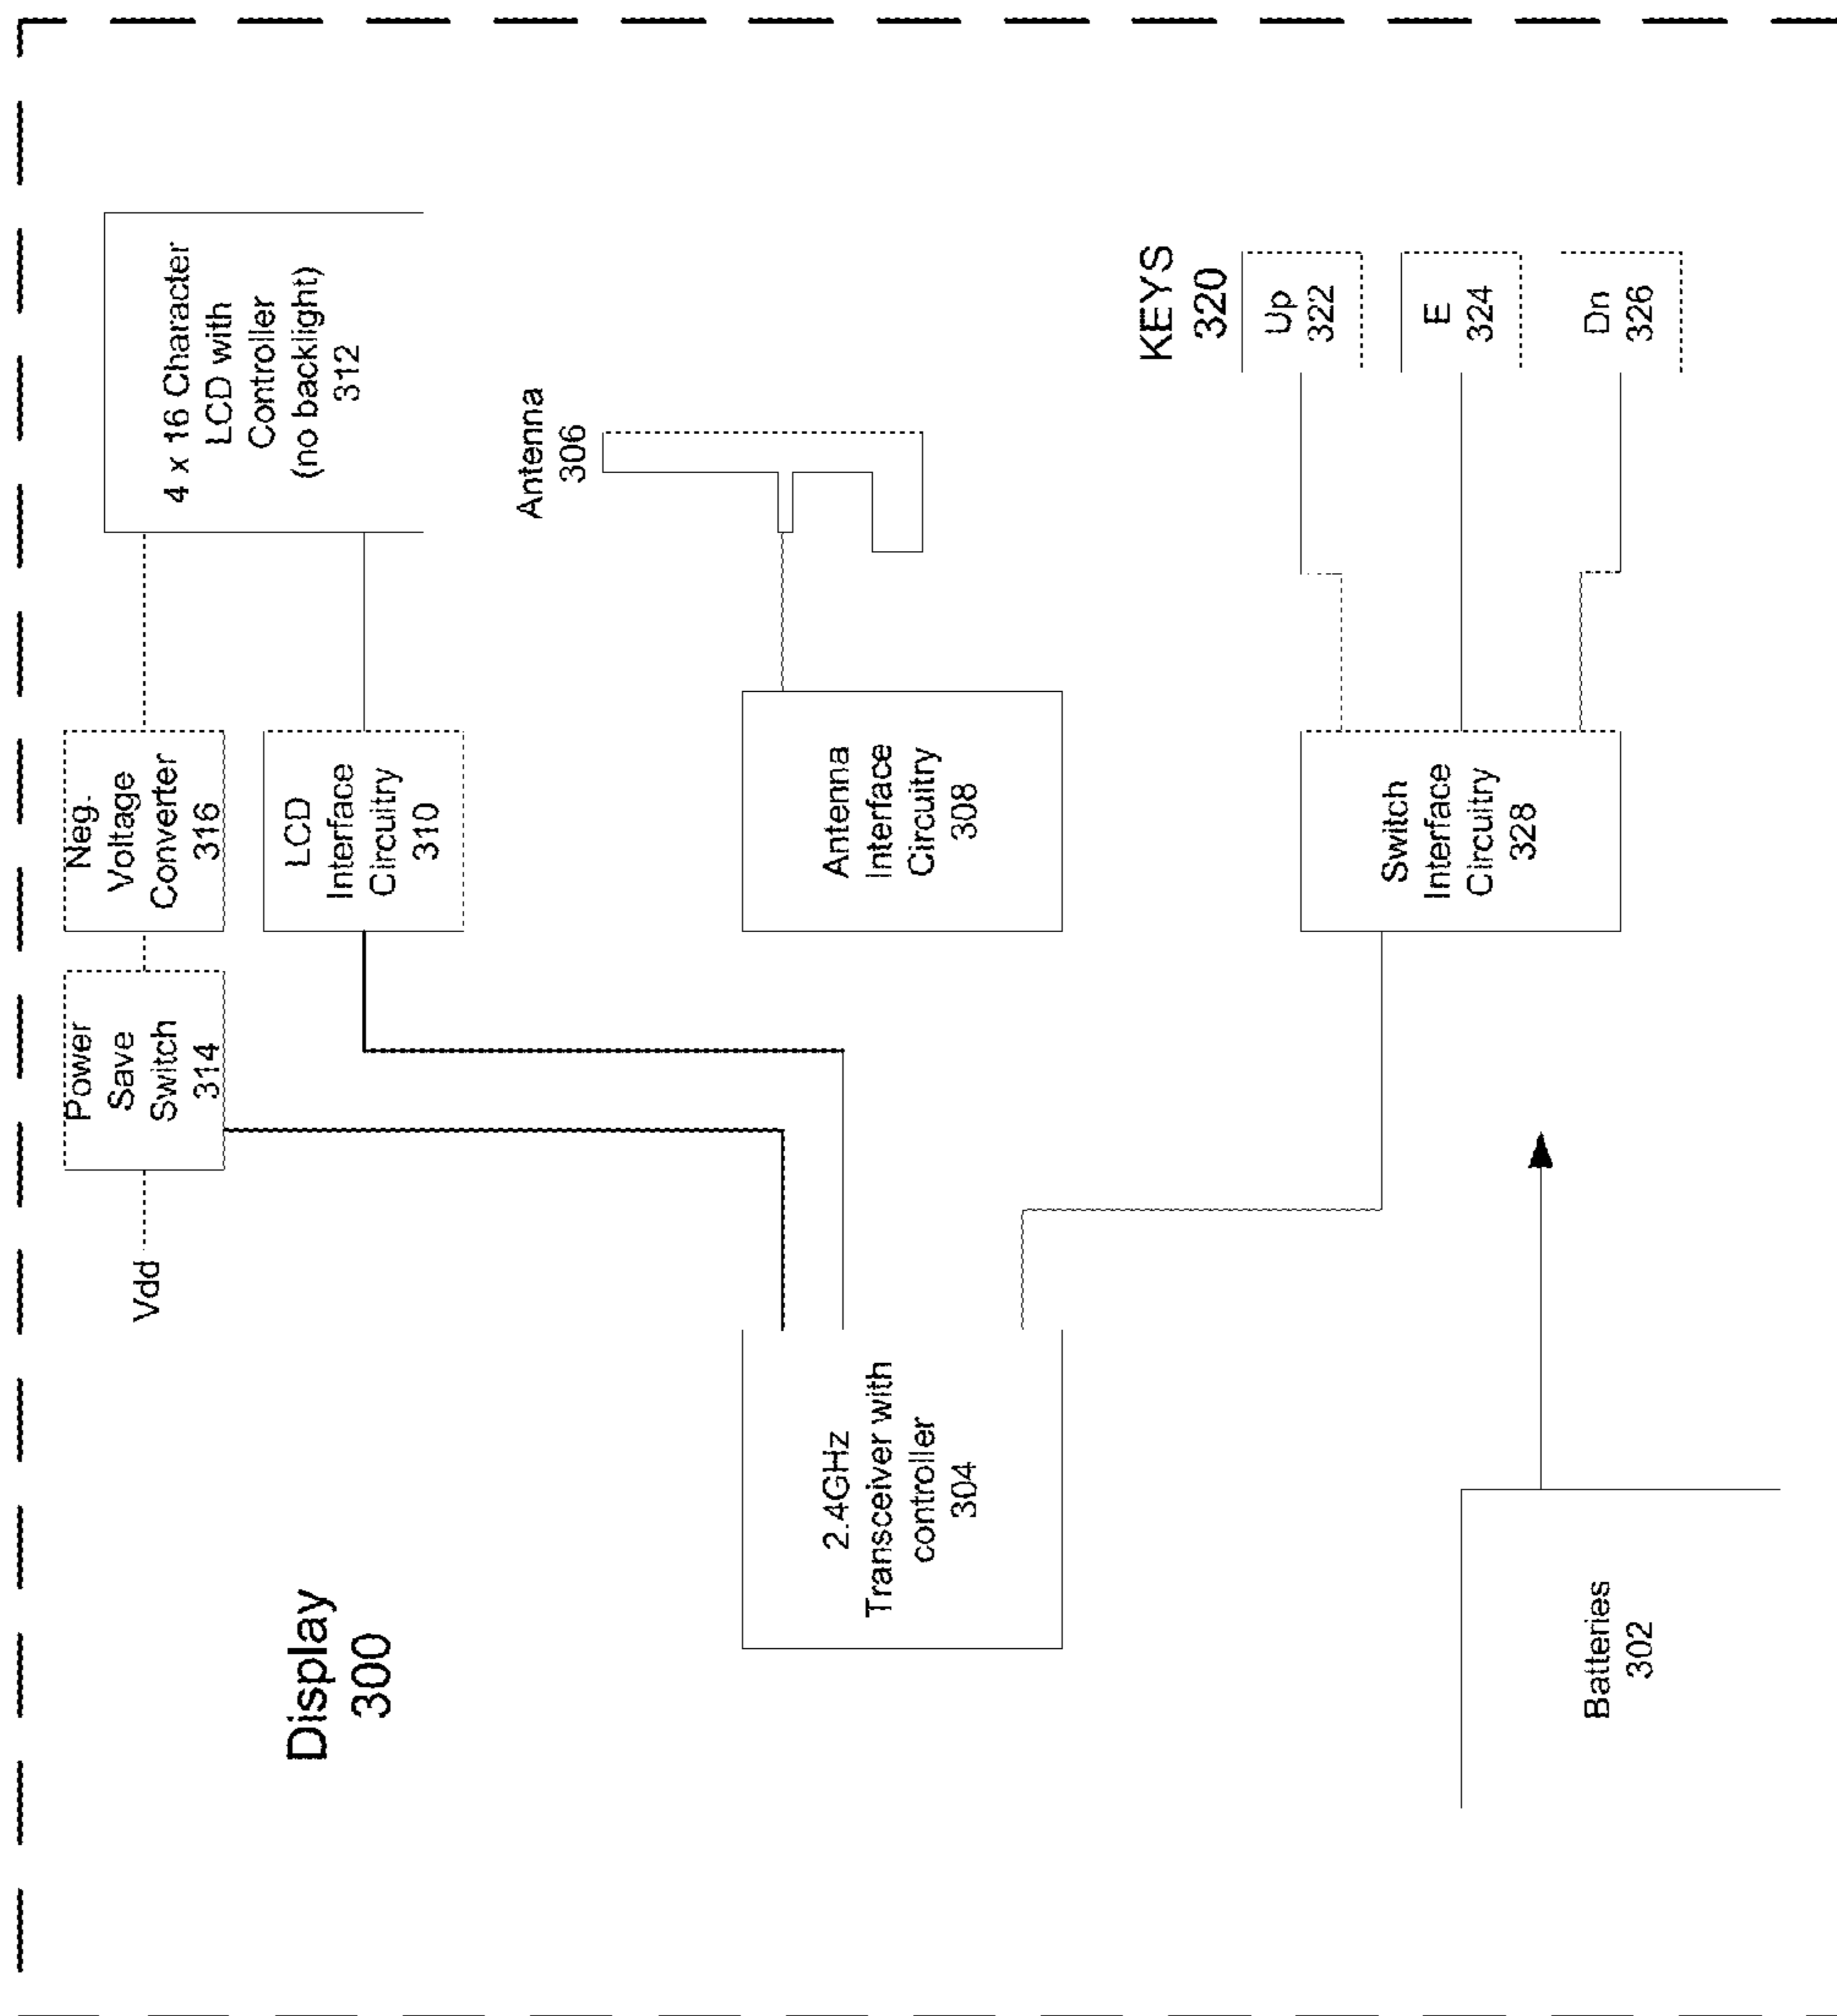 Display
300
Vdd
Power
Save
Switch
314
Neg.
Voltage
Converter
316
LCD
Interface
Circuitry
310
4 x 16 Character
LCD with
Controller
(no backlight)
312
Antenna
306
2.4GHz
Transceiver with
controller
304
Antenna
Interface
Circuitry
308
KEYS
320
Up
322
E
324
Dn
326
Switch
Interface
Circuitry
328
Batteries
302